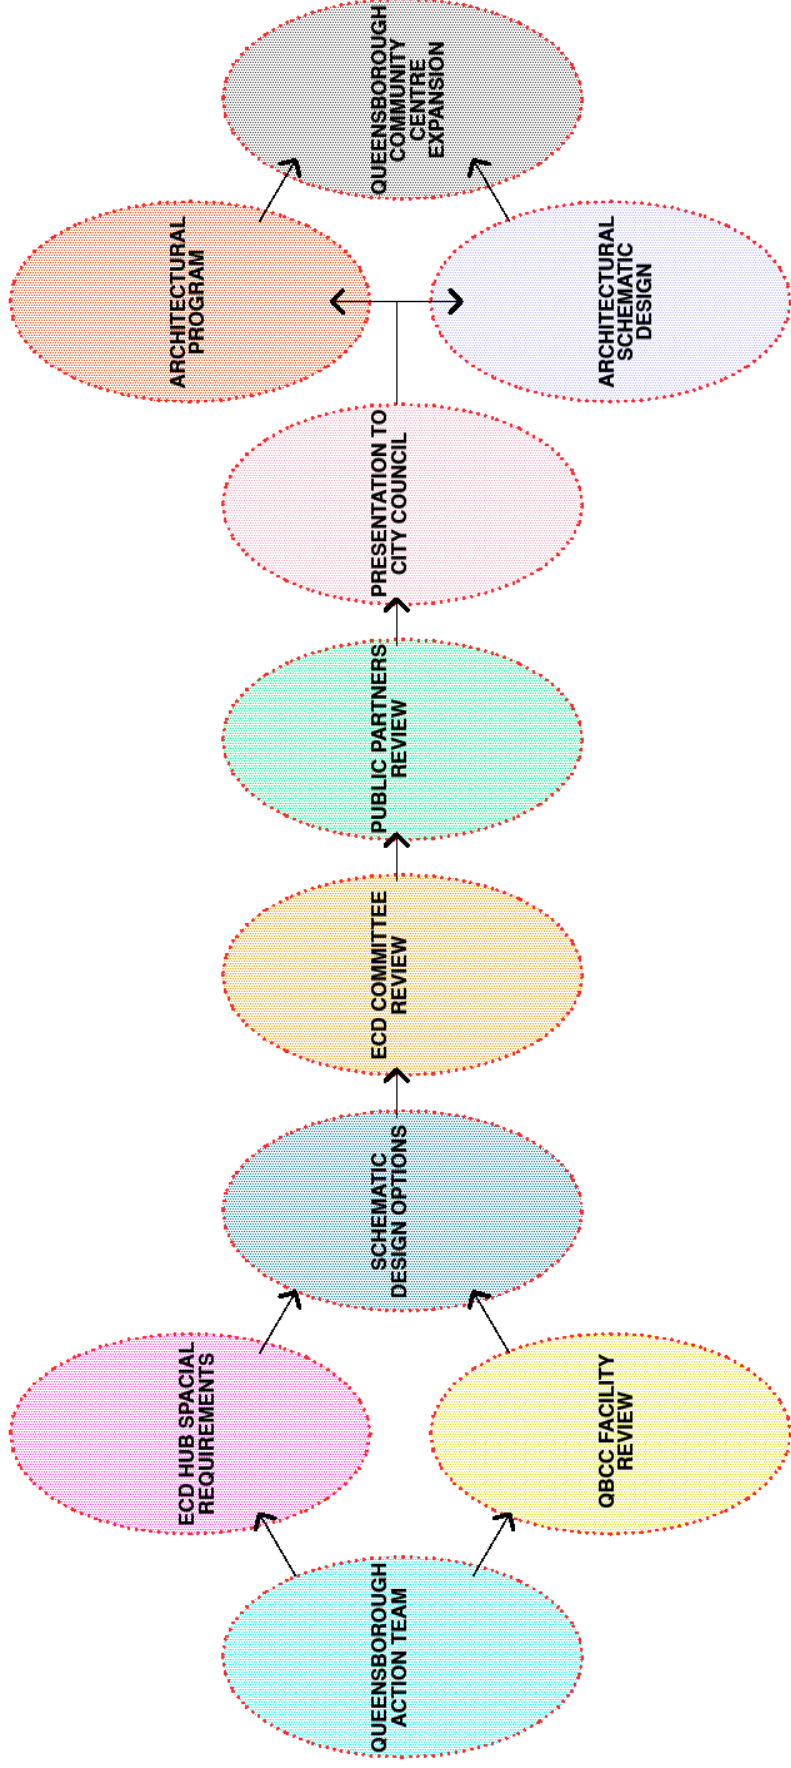 QUEENSBOROUGH
ACTION TEAM
ECD HUB SPACIAL
REQUIREMENTS
QBCC FACILITY
REVIEW
SCHEMATIC
DESIGN OPTIONS
ECD COMMITTEE
REVIEW
PUBLIC PARTNERS
REVIEW
PRESENTATION TO
CITY COUNCIL
ARCHITECTURAL
PROGRAM
ARCHITECTURAL
SCHEMATIC
DESIGN
QUEENSBOROUGH
COMMUNITY
CENTRE
EXPANSION